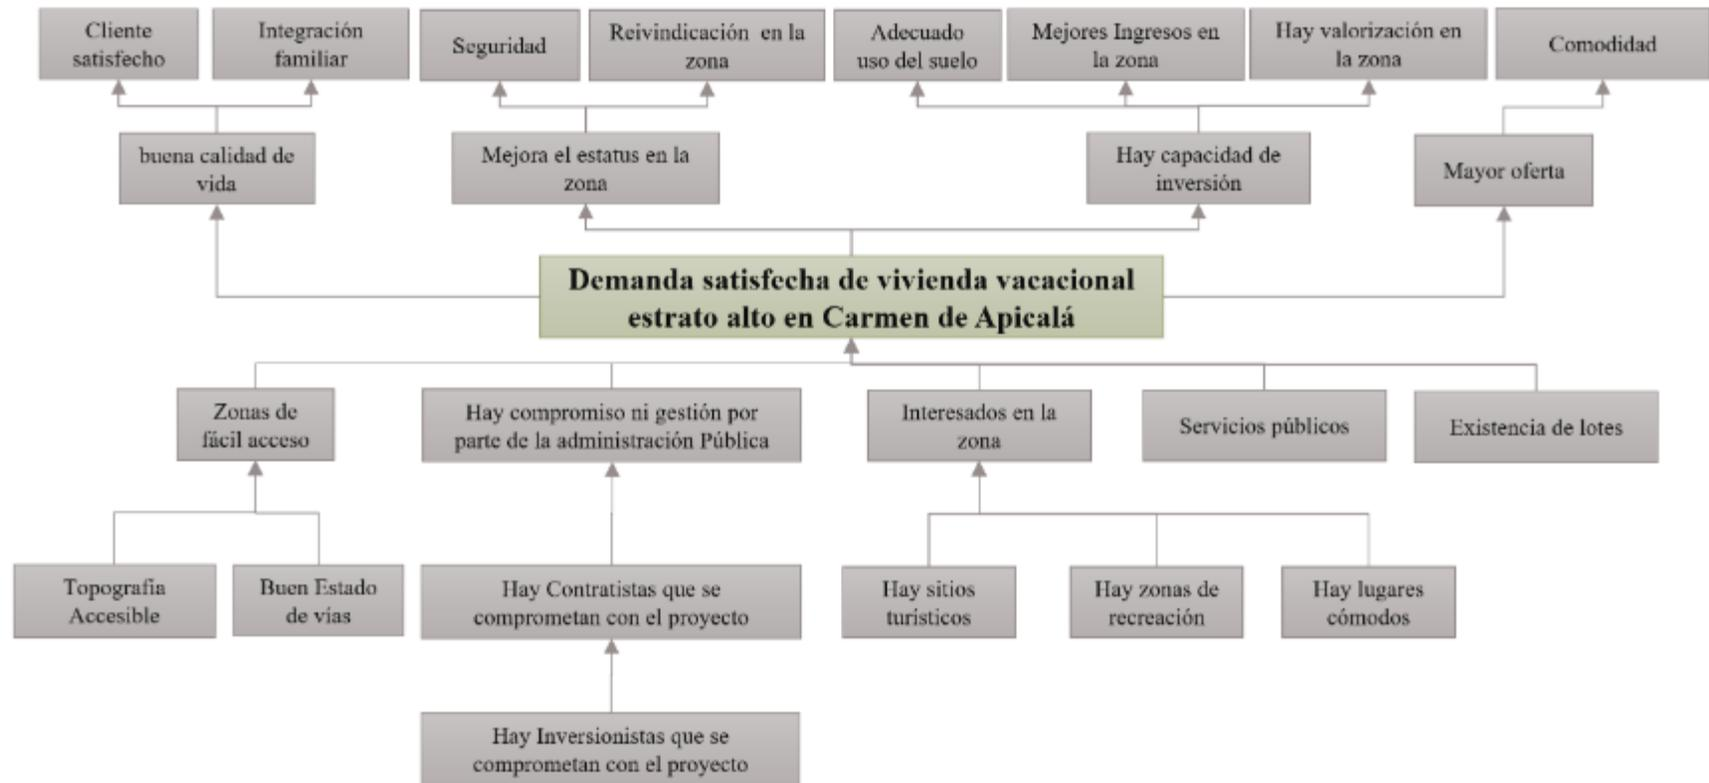 Cliente
satisfecho
Integración
familiar
Seguridad
Reivindicación en la
zona
Adecuado
uso del suelo
Mejores Ingresos en
la zona
Hay valorización en
la zona
Comodidad
buena calidad de
vida
Mejora el estatus en la
zona
Hay capacidad de
inversión
Mayor oferta
Demanda satisfecha de vivienda vacacional
estrato alto en Carmen de Apicalá
Zonas de
fácil acceso
Hay compromiso ni gestión por
parte de la administración Pública
Interesados en la
zona
Servicios públicos
Existencia de lotes
Topografía
Accesible
Buen Estado
de vías
Hay Contratistas que se
comprometan con el proyecto
Hay sitios
turísticos
Hay zonas de
recreación
Hay lugares
cómodos
Hay Inversionistas que se
comprometan con el proyecto